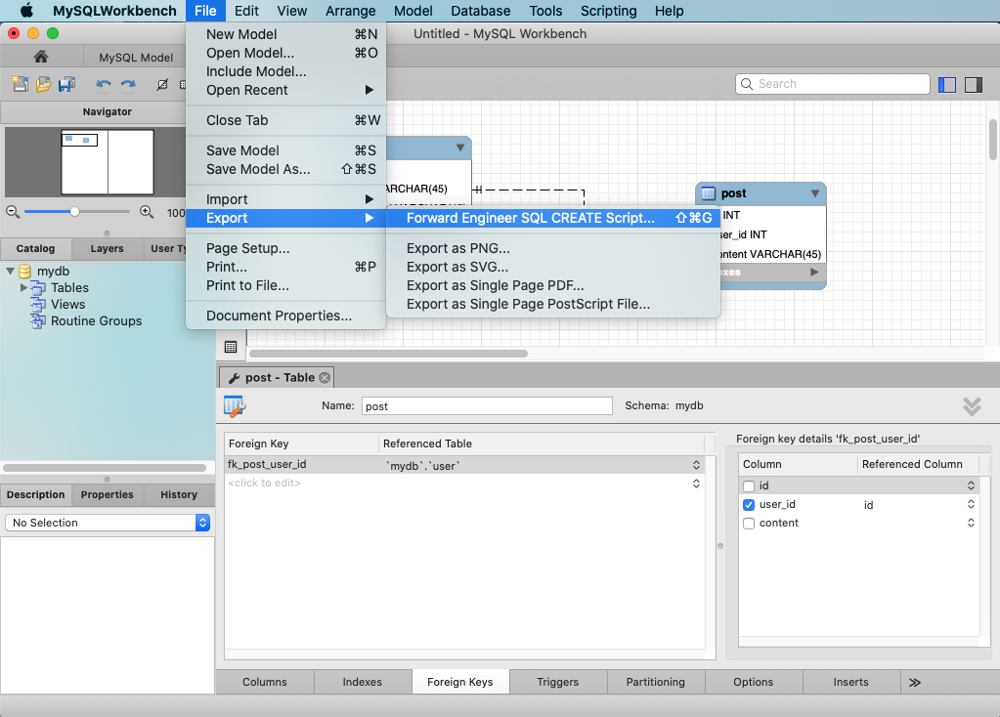 MySQLWorkbench File Edit View Arrange Model Database Tools Scripting Help
Untitled - MySQL Workbench
MySQL Model
Search
Navigator
100
Catalog Layers User Ty
mydb
Tables
Views
Routine Groups
Description Properties History
No Selection
New Model ⌘N
Open Model... ⌘O
Include Model...
Open Recent
Close Tab ⌘W
Save Model ⌘S
Save Model As... ⇧⌘S
Import
Export
Page Setup...
Print... ⌘P
Print to File...
Document Properties...
Forward Engineer SQL CREATE Script... ⇧⌘G
Export as PNG...
Export as SVG...
Export as Single Page PDF...
Export as Single Page PostScript File...
ARCHAR(45)
post
INT
ser_id INT
ontent VARCHAR(45)
exes
post - Table
Name: post Schema: mydb
Foreign Key Referenced Table
fk_post_user_id `mydb`.`user`
<click to edit>
Foreign key details 'fk_post_user_id'
Column Referenced Column
id
user_id id
content
Columns Indexes Foreign Keys Triggers Partitioning Options Inserts